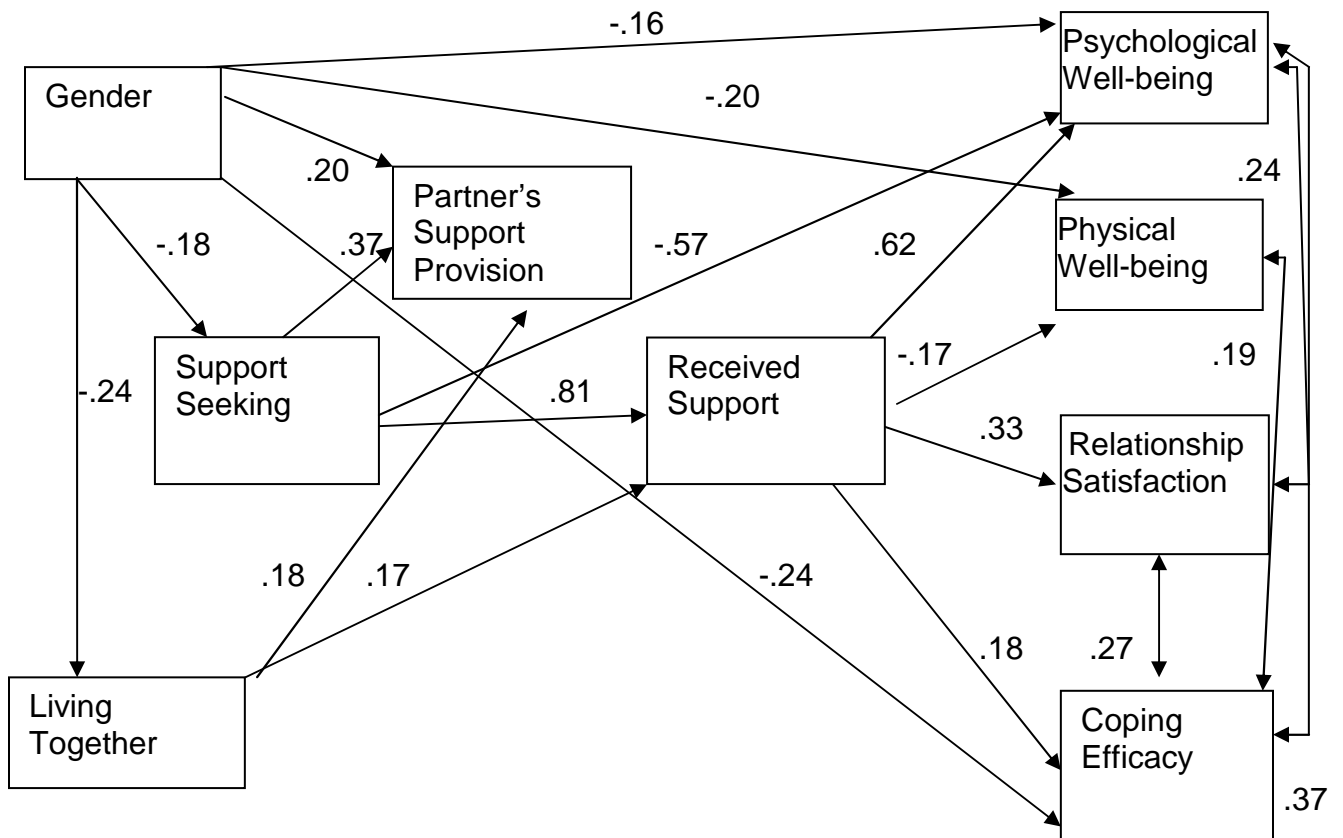 -.16
Psychological
Well-being
Gender
-.20
.20
Partner's
Support
Provision
.24
-.18
.37
-.57
.62
Physical
Well-being
Support
Seeking
Received
Support
-.17
.19
-.24
.81
.33
Relationship
Satisfaction
.18
.17
-.24
.18
.27
Living
Together
Coping
Efficacy
.37